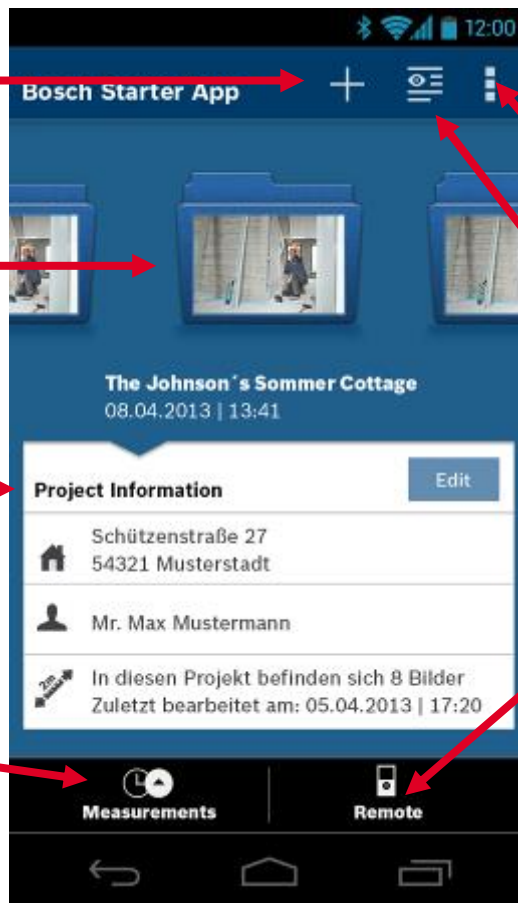 12:00
Bosch Starter App
The Johnson´s Sommer Cottage
08.04.2013 | 13:41
Project Information
Edit
Schützenstraße 27
54321 Musterstadt
Mr. Max Mustermann
2m
In diesen Projekt befinden sich 8 Bilder
Zuletzt bearbeitet am: 05.04.2013 | 17:20
Measurements
Remote